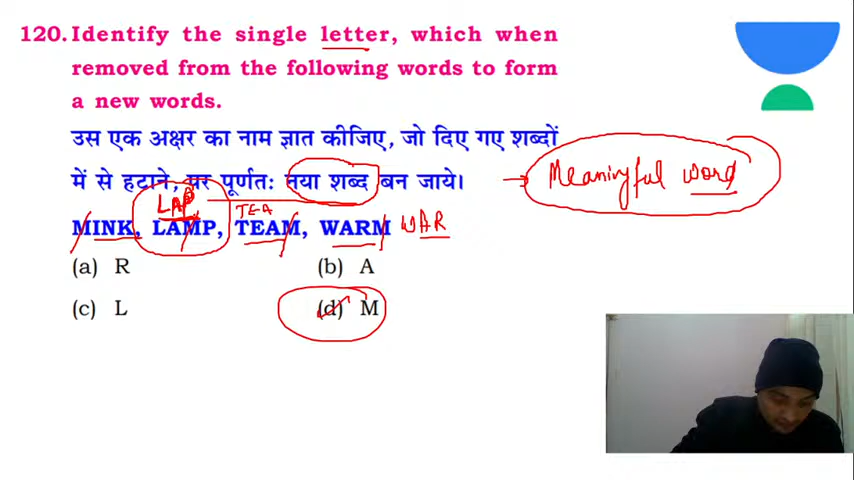 120. Identify the single letter, which when
removed from the following words to form
a new words.
उस एक अक्षर का नाम ज्ञात कीजिए, जो दिए गए शब्दों
में से हटाने, पर पूर्णतः नया शब्द बन जाये।
Meaningful word
LAP TEA
MINK, LAMP, TEAM, WARM WAR
(a) R (b) A
(c) L (d) M